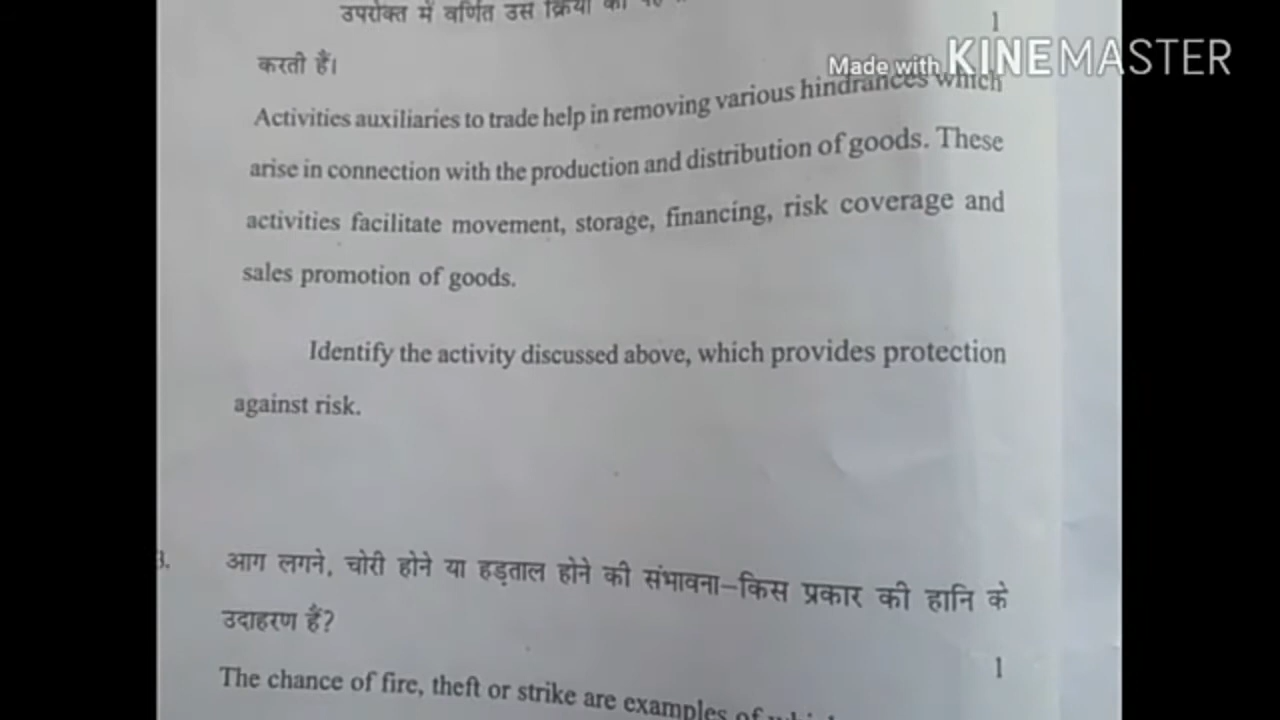 उपरोक्त में वर्णित उस क्रिया की
1
करती हैं।
Made with KINEMASTER
Activities auxiliaries to trade help in removing various hindrances which
arise in connection with the production and distribution of goods. These
activities facilitate movement, storage, financing, risk coverage and
sales promotion of goods.
Identify the activity discussed above, which provides protection
against risk.
3. आग लगने, चोरी होने या हड़ताल होने की संभावना–किस प्रकार की हानि के
उदाहरण हैं?
1
The chance of fire, theft or strike are examples of